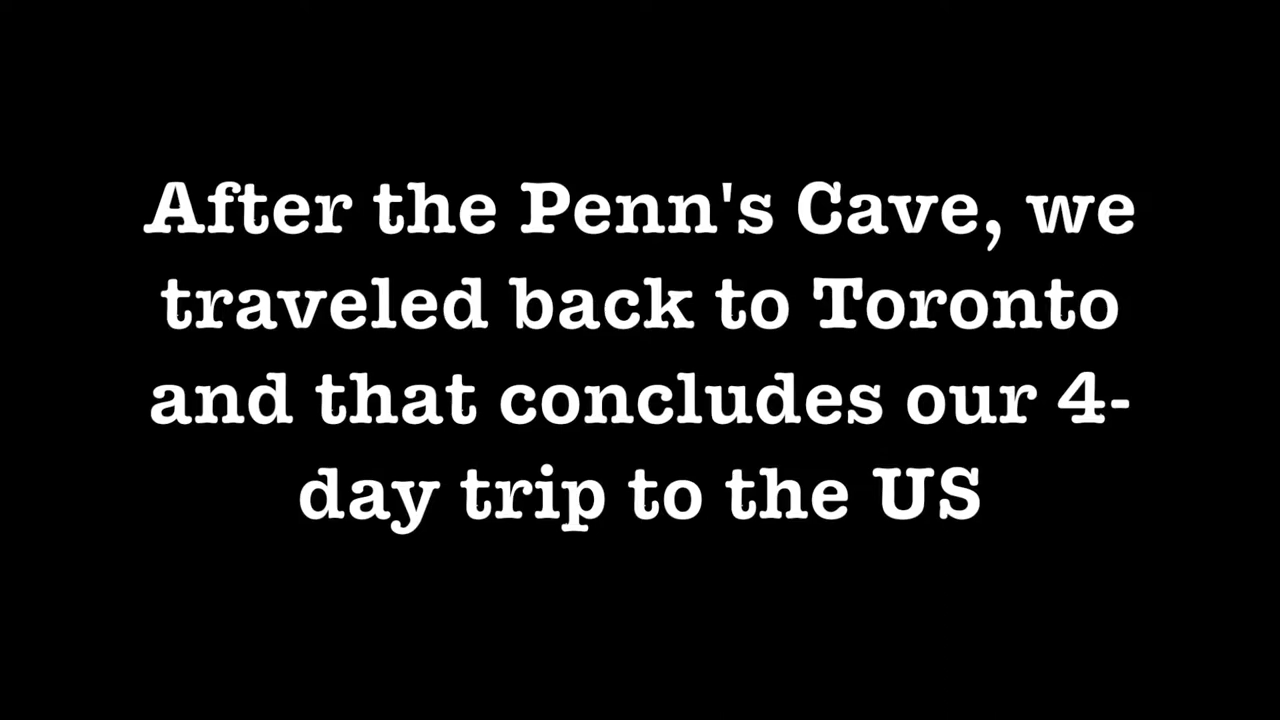 After the Penn's Cave, we
traveled back to Toronto
and that concludes our 4-
day trip to the US